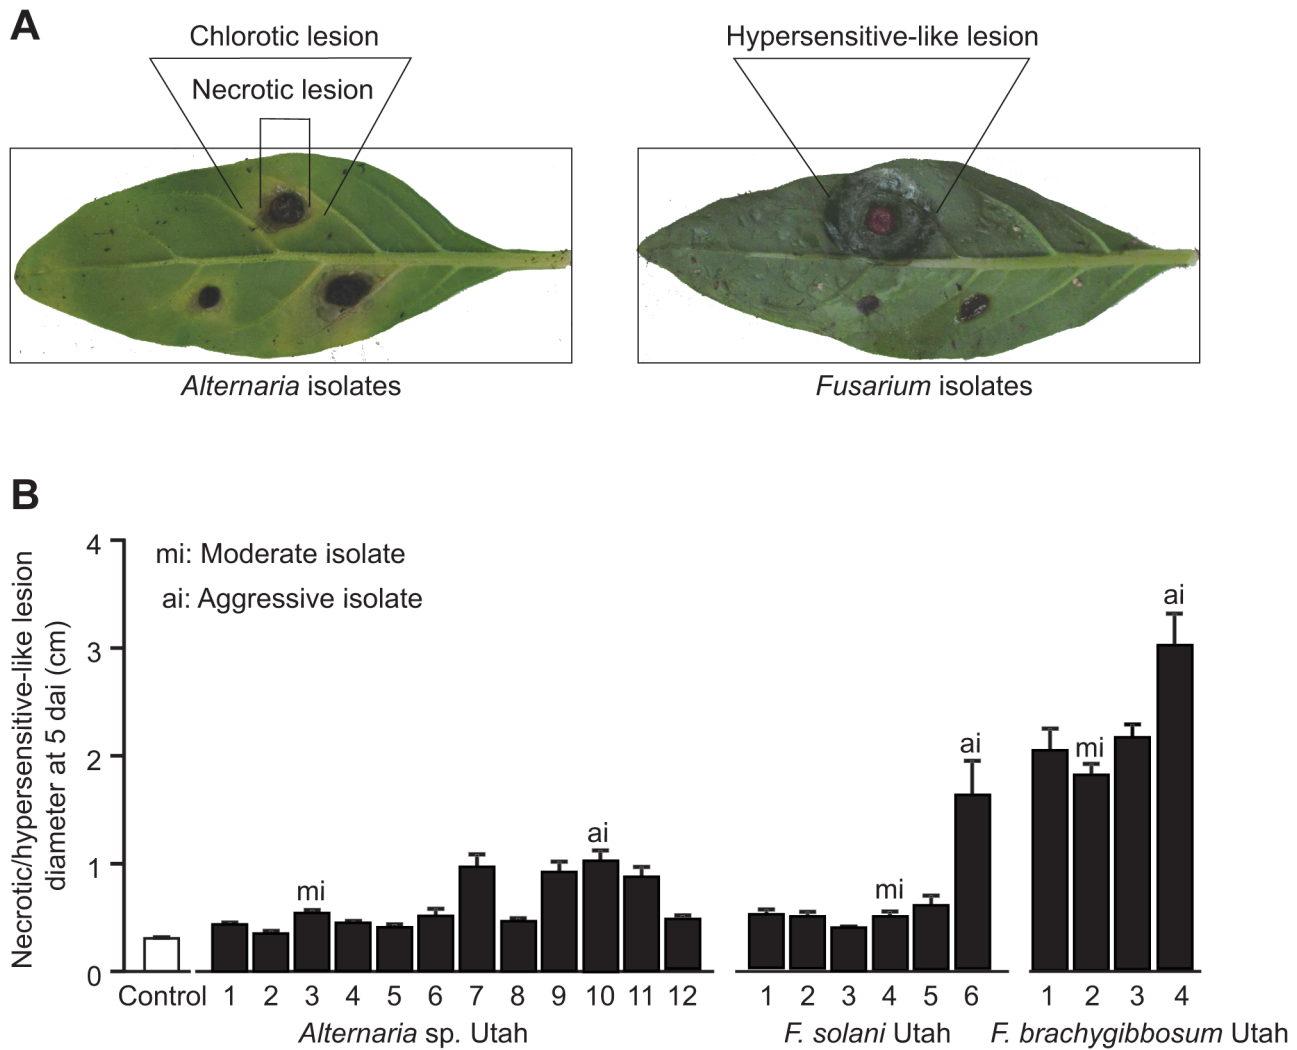 A
Chlorotic lesion
Necrotic lesion
Hypersensitive-like lesion
Alternaria isolates
Fusarium isolates
B
Necrotic/hypersensitive-like lesion
diameter at 5 dai (cm)
4
3
2
1
0
mi: Moderate isolate
ai: Aggressive isolate
mi
ai
mi
ai
mi
ai
Control 1 2 3 4 5 6 7 8 9 10 11 12 1 2 3 4 5 6 1 2 3 4
Alternaria sp. Utah F. solani Utah F. brachygibbosum Utah